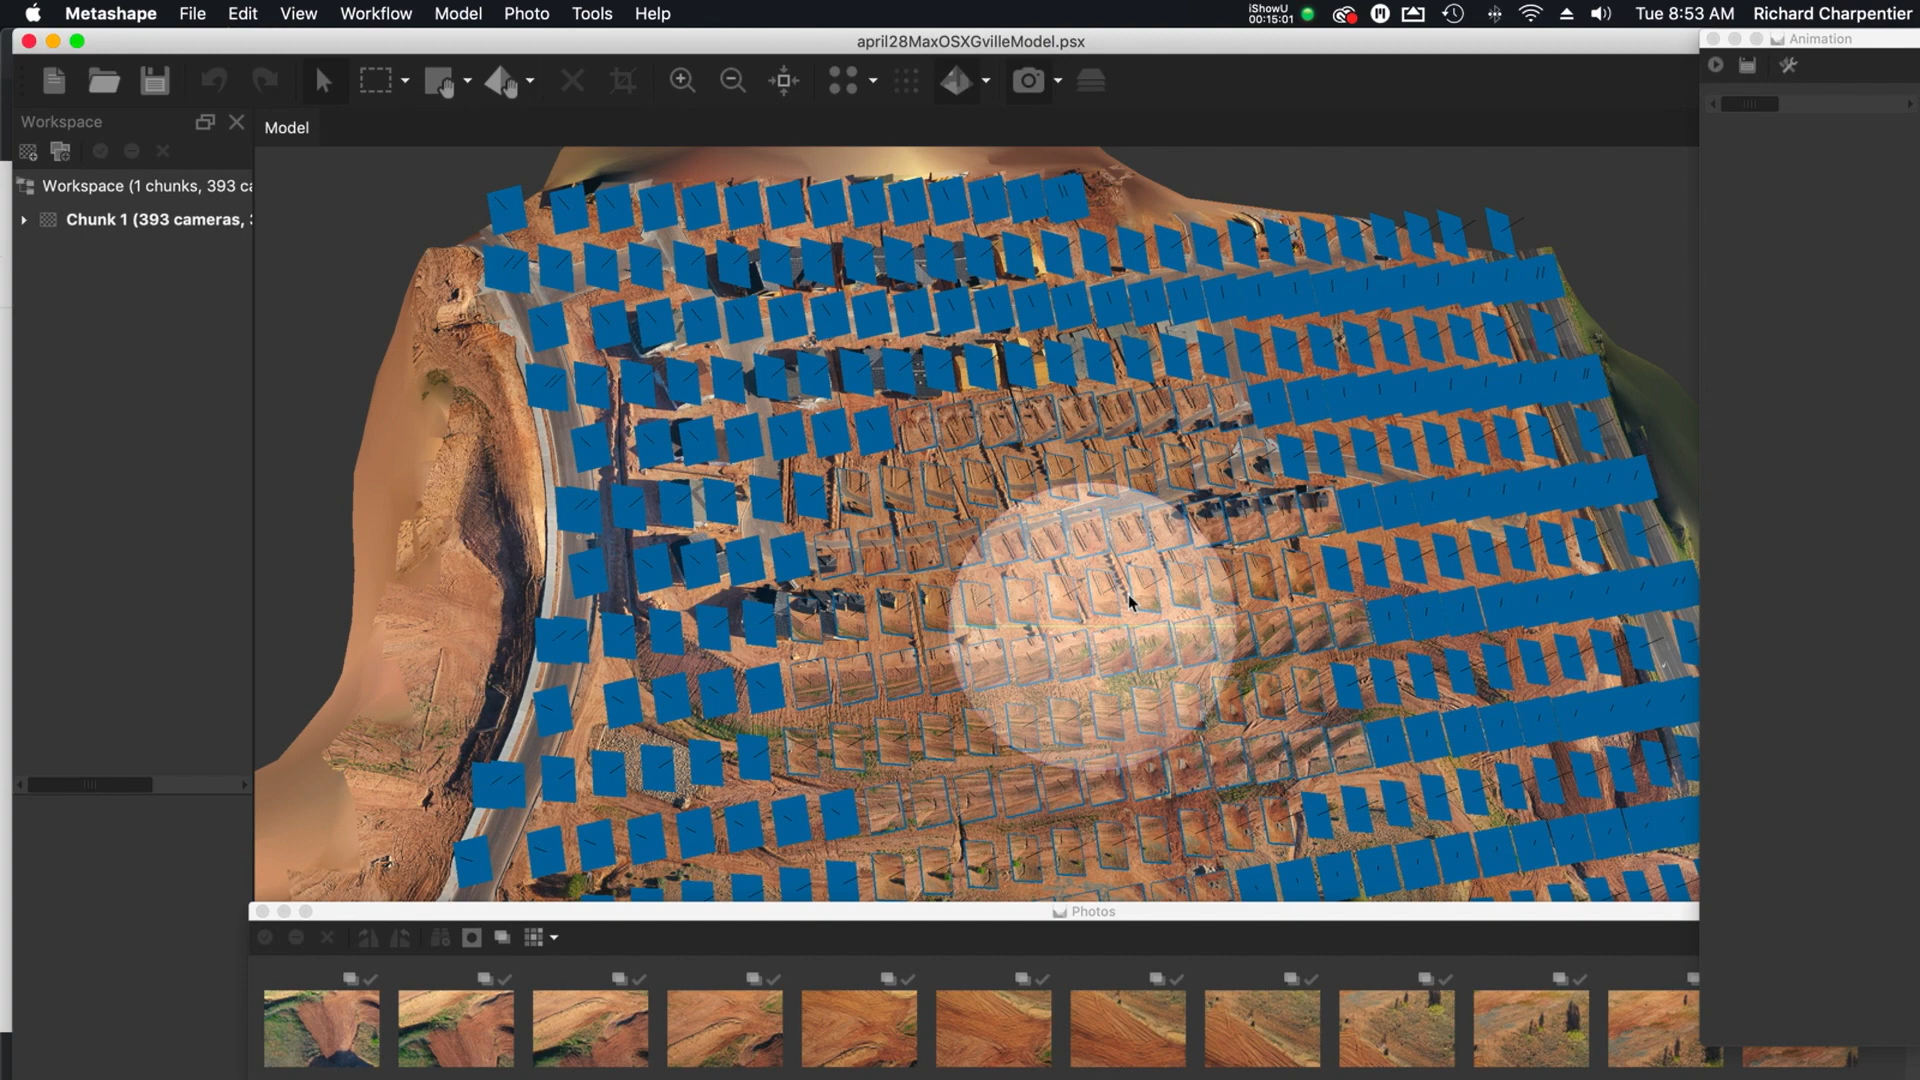 Metashape File Edit View Workflow Model Photo Tools Help iShowU 00:15:01 Tue 8:53 AM Richard Charpentier
april28MaxOSXGvilleModel.psx
Animation
Workspace
Model
Workspace (1 chunks, 393 ca
Chunk 1 (393 cameras,
Photos